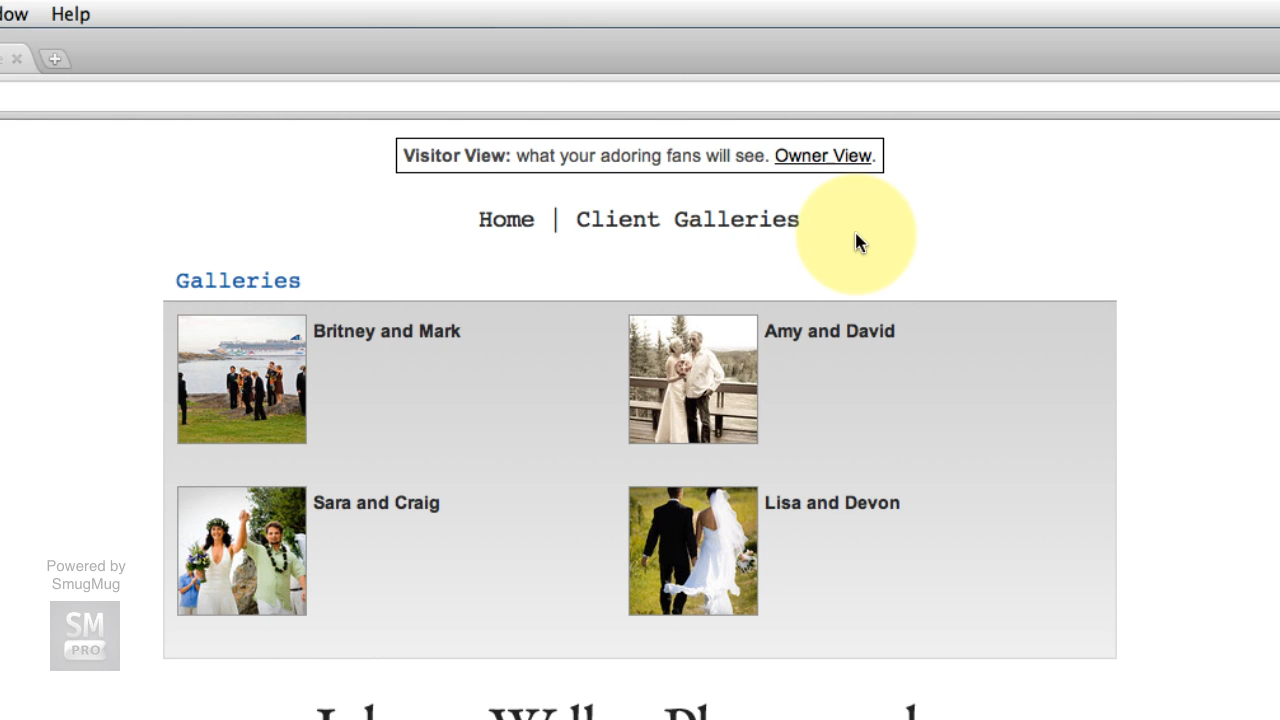 Help
Visitor View: what your adoring fans will see. Owner View.
Home | Client Galleries
Galleries
Britney and Mark
Amy and David
Sara and Craig
Lisa and Devon
Powered by
SmugMug
SM
PRO